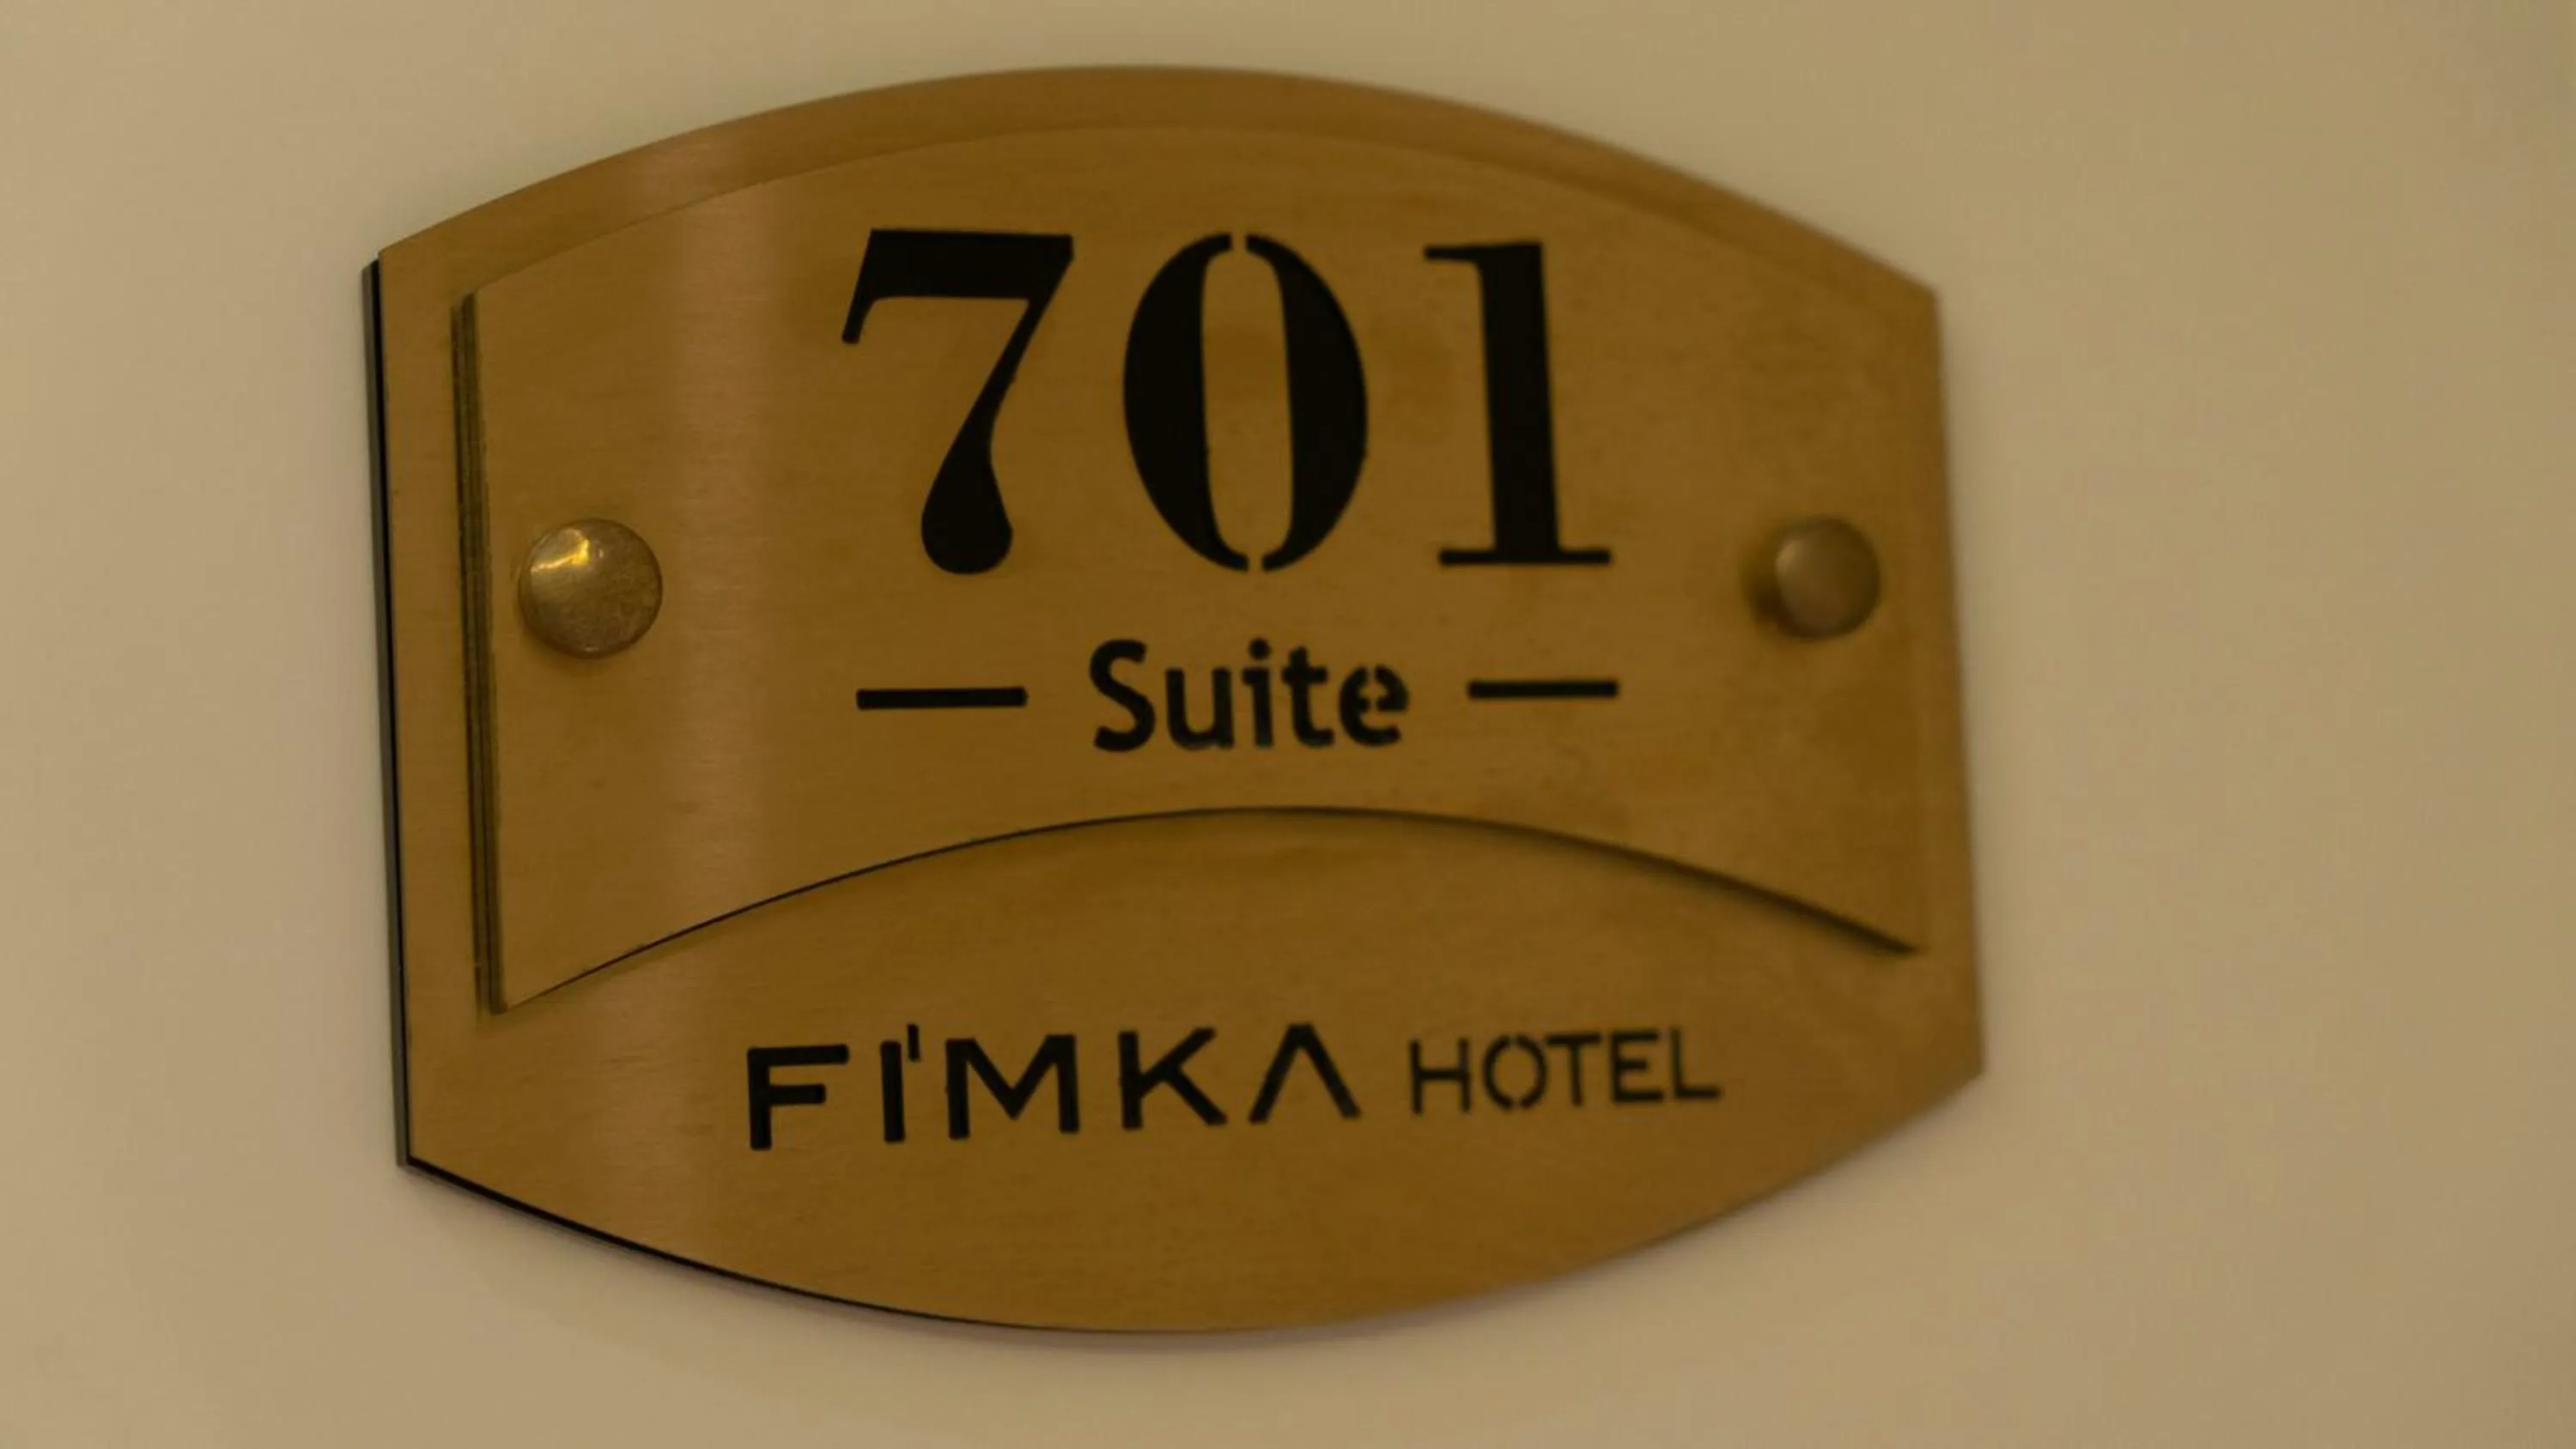 701
— Suite —
FI'MKA HOTEL